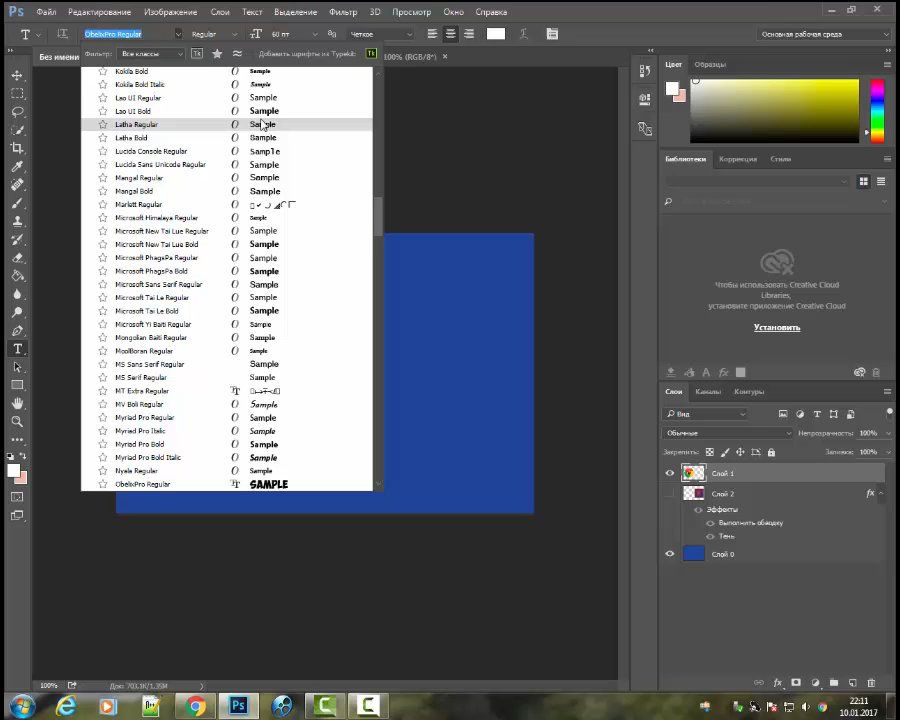 Ps Файл Редактирование Изображение Слои Текст Выделение Фильтр 3D Просмотр Окно Справка
T ObelixPro Regular Regular 60 пт Четкое 3D Основная рабочая среда
Фильтр: Все классы Добавить шрифты из Typekit: Tk
Без имени 100% (RGB/8*) ×
Kokila Bold O Sample
Kokila Bold Italic O Sample
Lao UI Regular O Sample
Lao UI Bold O Sample
Latha Regular O Sample
Latha Bold O Sample
Lucida Console Regular O Sample
Lucida Sans Unicode Regular O Sample
Mangal Regular O Sample
Mangal Bold O Sample
Marlett Regular O
Microsoft Himalaya Regular O Sample
Microsoft New Tai Lue Regular O Sample
Microsoft New Tai Lue Bold O Sample
Microsoft PhagsPa Regular O Sample
Microsoft PhagsPa Bold O Sample
Microsoft Sans Serif Regular O Sample
Microsoft Tai Le Regular O Sample
Microsoft Tai Le Bold O Sample
Microsoft Yi Baiti Regular O Sample
Mongolian Baiti Regular O Sample
MoolBoran Regular O Sample
MS Sans Serif Regular Sample
MS Serif Regular Sample
MT Extra Regular
MV Boli Regular O Sample
Myriad Pro Regular O Sample
Myriad Pro Italic O Sample
Myriad Pro Bold O Sample
Myriad Pro Bold Italic O Sample
Nyala Regular O Sample
ObelixPro Regular SAMPLE
Цвет Образцы
Библиотеки Коррекция Стили
Чтобы использовать Creative Cloud
Libraries,
установите приложение Creative Cloud
Установить
Слои Каналы Контуры
Вид
Обычные Непрозрачность: 100%
Закрепить: Заливка: 100%
Слой 1
Слой 2 fx
Эффекты
Выполнить обводку
Тень
Слой 0
100% Док: 703,1K/1,35M
22:11
10.01.2017